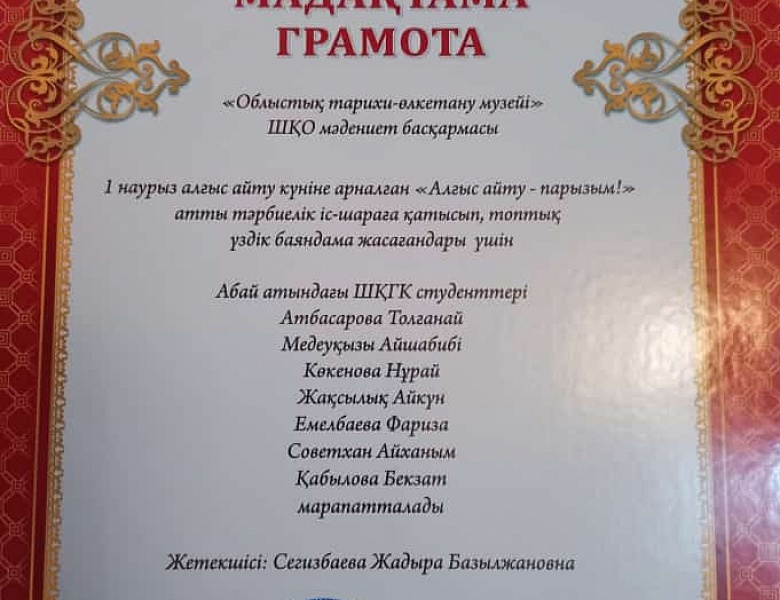 МАДАҚТАМА
ГРАМОТА
«Облыстық тарихи-өлкетану музейі»
ШҚО мәдениет басқармасы
1 наурыз алғыс айту күніне арналған «Алғыс айту - парызым!»
атты тәрбиелік іс-шараға қатысып, топтық
үздік баяндама жасағандары үшін
Абай атындағы ШҚГК студенттері
Атбасарова Толғанай
Медеуқызы Айшабибі
Көкенова Нұрай
Жақсылық Айкүн
Емелбаева Фариза
Советхан Айханым
Қабылова Бекзат
марапатталады
Жетекшісі: Сегизбаева Жадыра Базылжановна